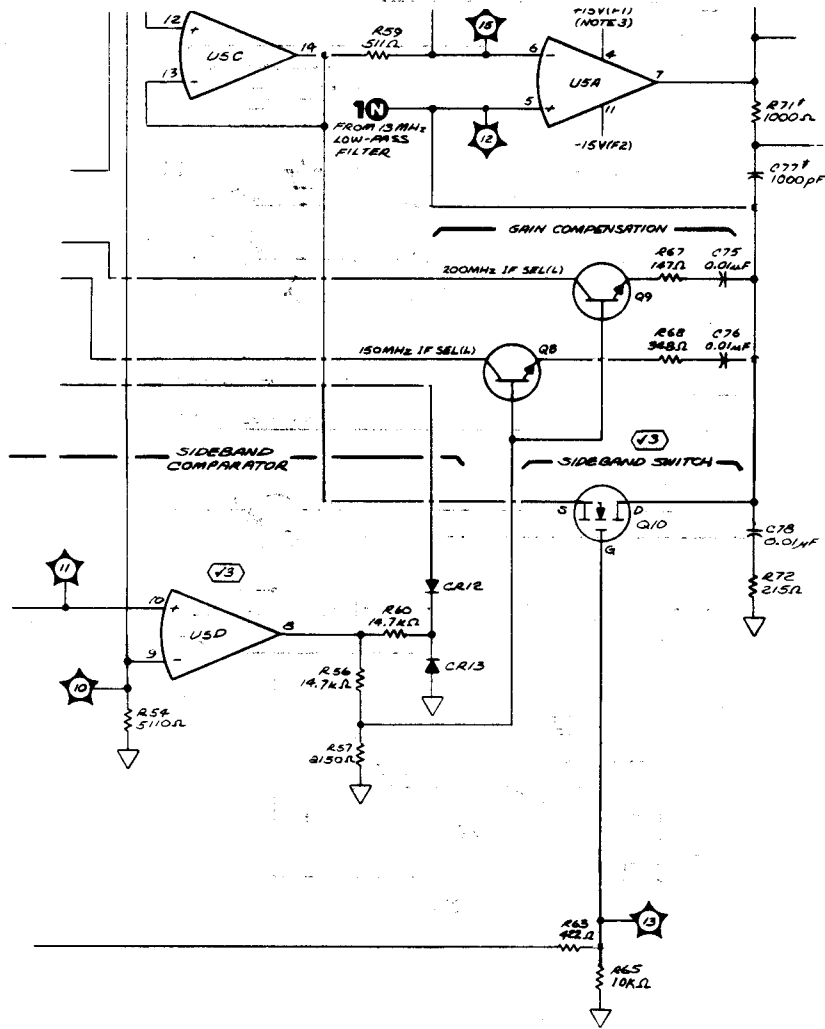 12
+
U5C
14
13
-
R59
511Ω
15
+15V(F1)
(NOTE 3)
6
-
4
U5A
7
5
+
11
-15V(F2)
1N
FROM 13 MHz
LOW-PASS
FILTER
12
R71*
1000Ω
C77*
1000pF
GAIN COMPENSATION
200MHz IF SEL(L)
Q9
R67
147Ω
C75
0.01µF
150MHz IF SEL(L)
Q8
R68
348Ω
C76
0.01µF
SIDEBAND
COMPARATOR
√3
SIDEBAND SWITCH
S
D
Q10
G
C78
0.01µF
R72
215Ω
11
√3
10
+
U5D
8
9
-
10
R60
14.7kΩ
CR12
CR13
R56
14.7kΩ
R54
5110Ω
R57
2150Ω
13
R63
422Ω
R65
10KΩ